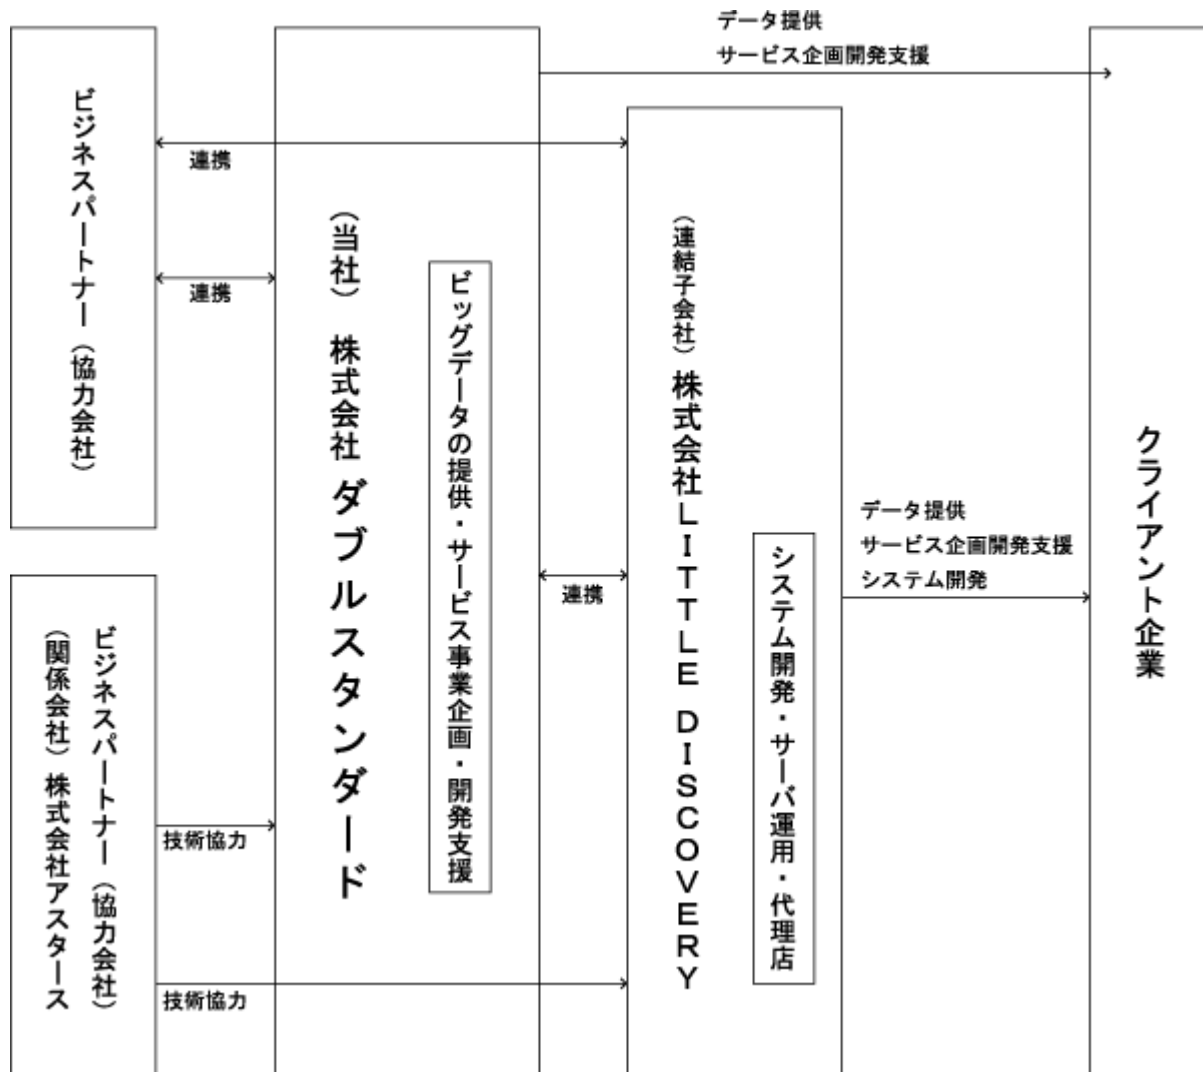 データ提供
サービス企画開発支援
ビジネスパートナー（協力会社）
連携
連携
（当社） 株式会社 ダブルスタンダード
ビッグデータの提供・サービス事業企画・開発支援
（連結子会社）株式会社ＬＩＴＴＬＥ ＤＩＳＣＯＶＥＲＹ
システム開発・サーバ運用・代理店
連携
データ提供
サービス企画開発支援
システム開発
クライアント企業
ビジネスパートナー（協力会社）
（関係会社）株式会社アスタース
技術協力
技術協力